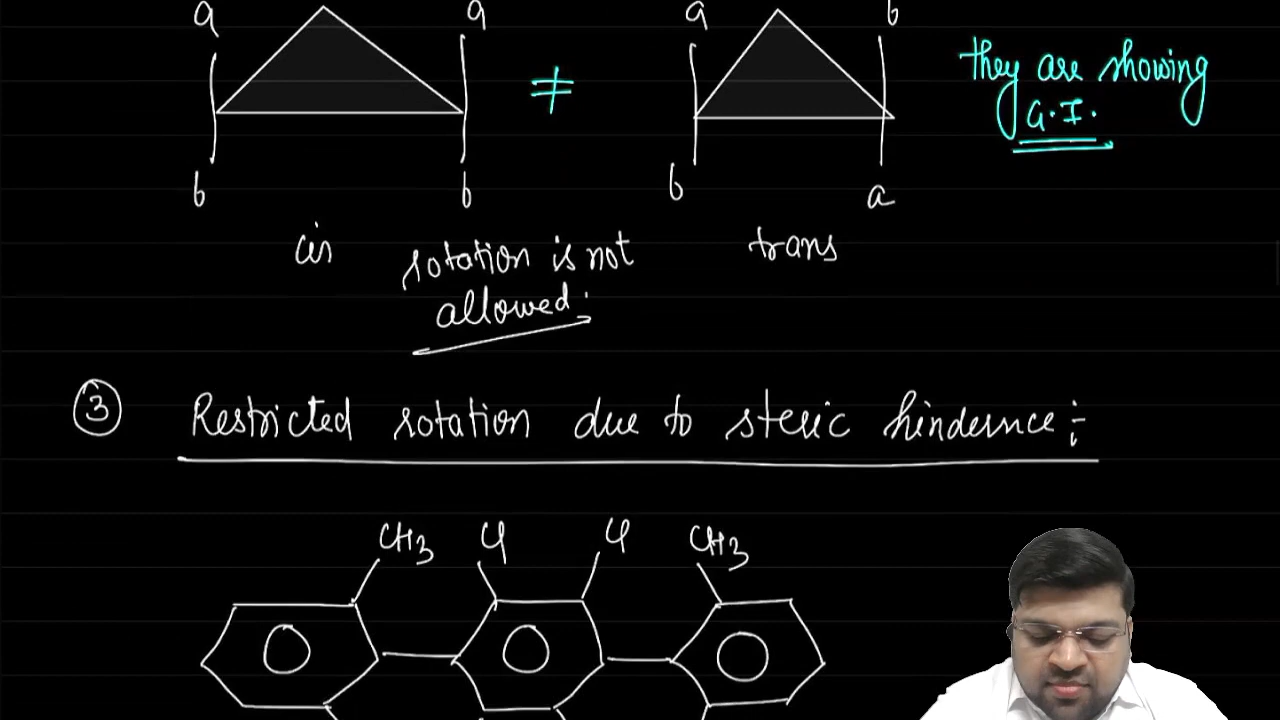 a a ≠ a b
b b b a
they are showing
G.I.
cis rotation is not trans
allowed:
③ Restricted rotation due to steric hindernce :-
CH3 Cl Cl CH3